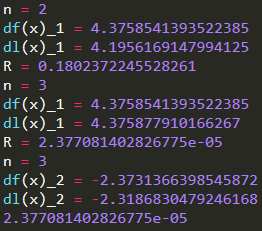 n = 2
df(x)_1 = 4.3758541393522385
dl(x)_1 = 4.1956169147994125
R = 0.1802372245528261
n = 3
df(x)_1 = 4.3758541393522385
dl(x)_1 = 4.375877910166267
R = 2.377081402826775e-05
n = 3
df(x)_2 = -2.3731366398545872
dl(x)_2 = -2.3186830479246168
2.377081402826775e-05